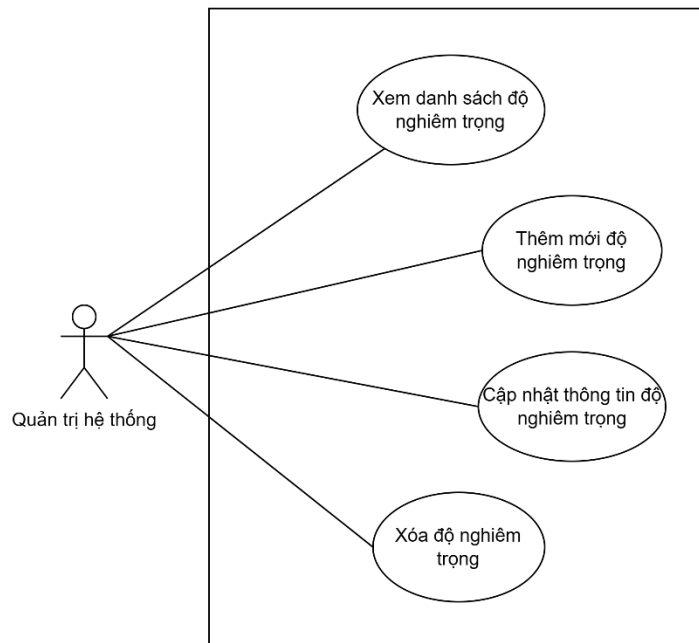 Xem danh sách độ
nghiêm trọng
Thêm mới độ
nghiêm trọng
Cập nhật thông tin độ
nghiêm trọng
Quản trị hệ thống
Xóa độ nghiêm
trọng